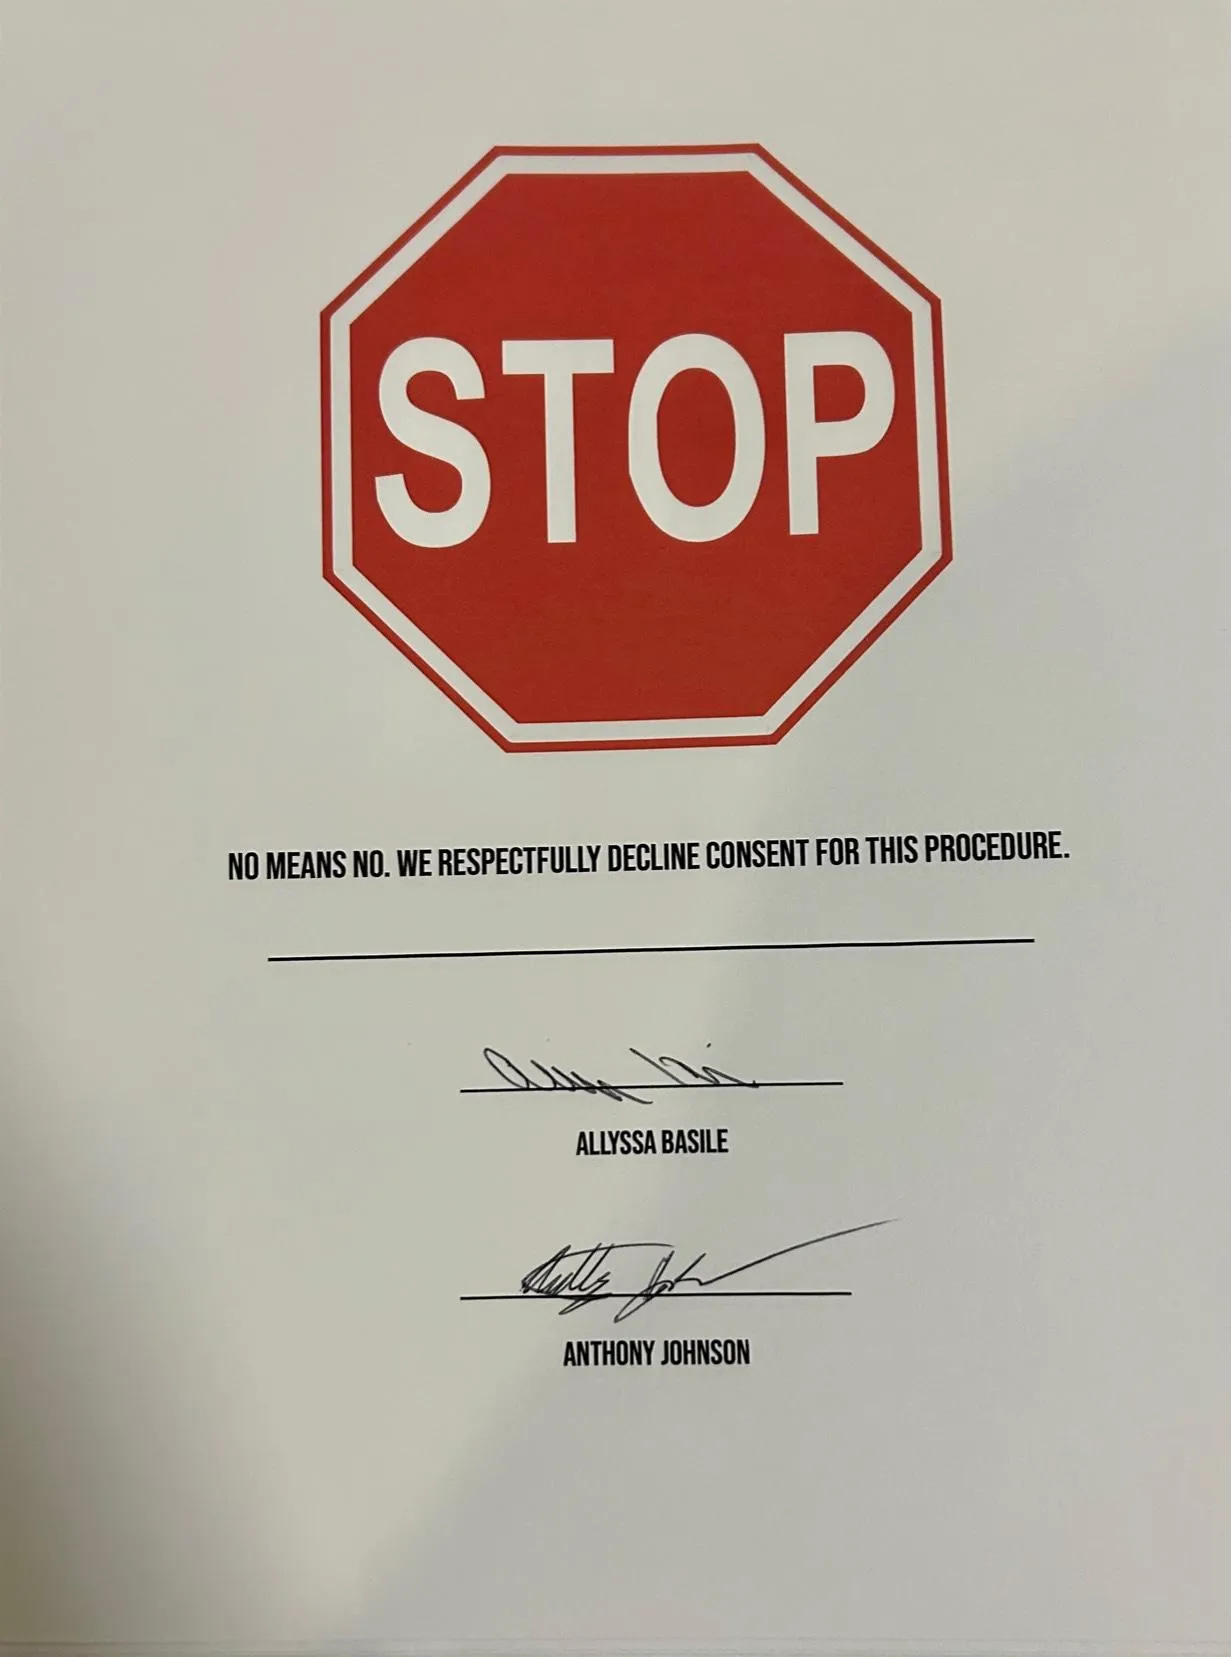 STOP
NO MEANS NO. WE RESPECTFULLY DECLINE CONSENT FOR THIS PROCEDURE.
ALLYSSA BASILE
ANTHONY JOHNSON